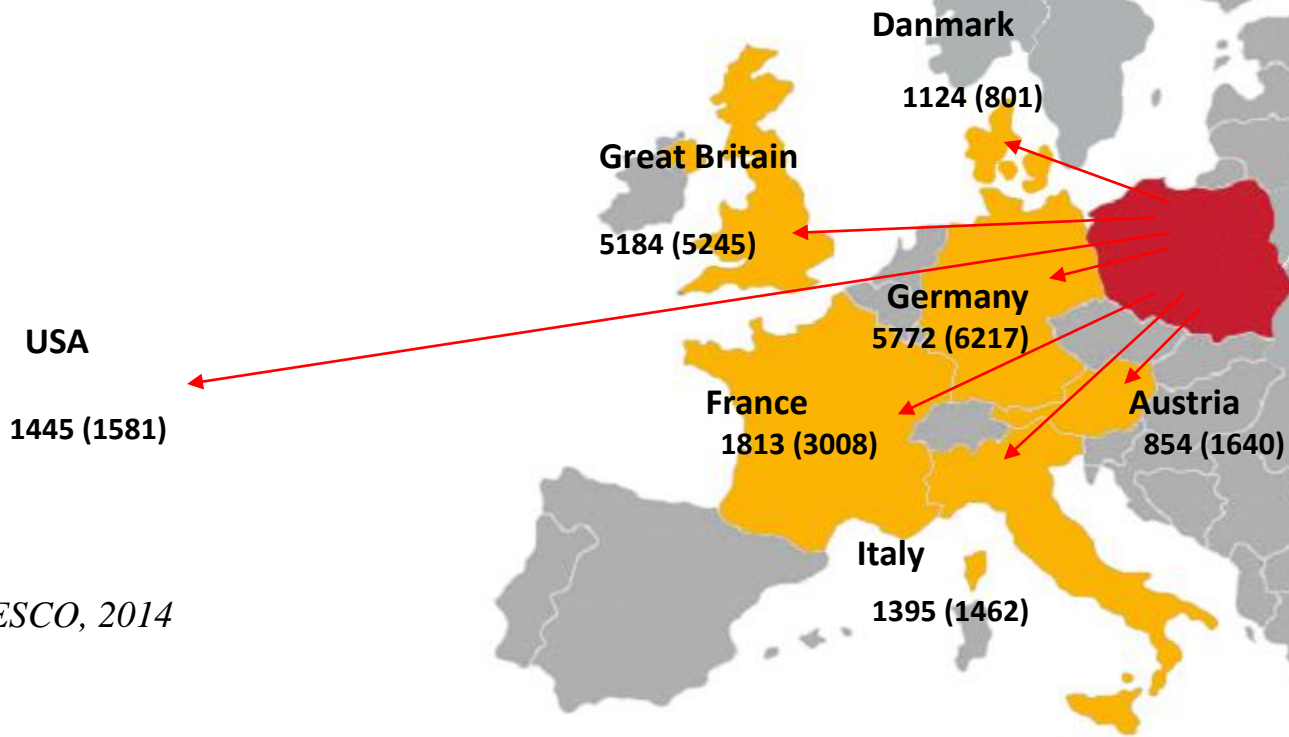 Danmark
1124 (801)
Great Britain
5184 (5245)
Germany
5772 (6217)
USA
1445 (1581)
France
1813 (3008)
Austria
854 (1640)
Italy
1395 (1462)
ESCO, 2014